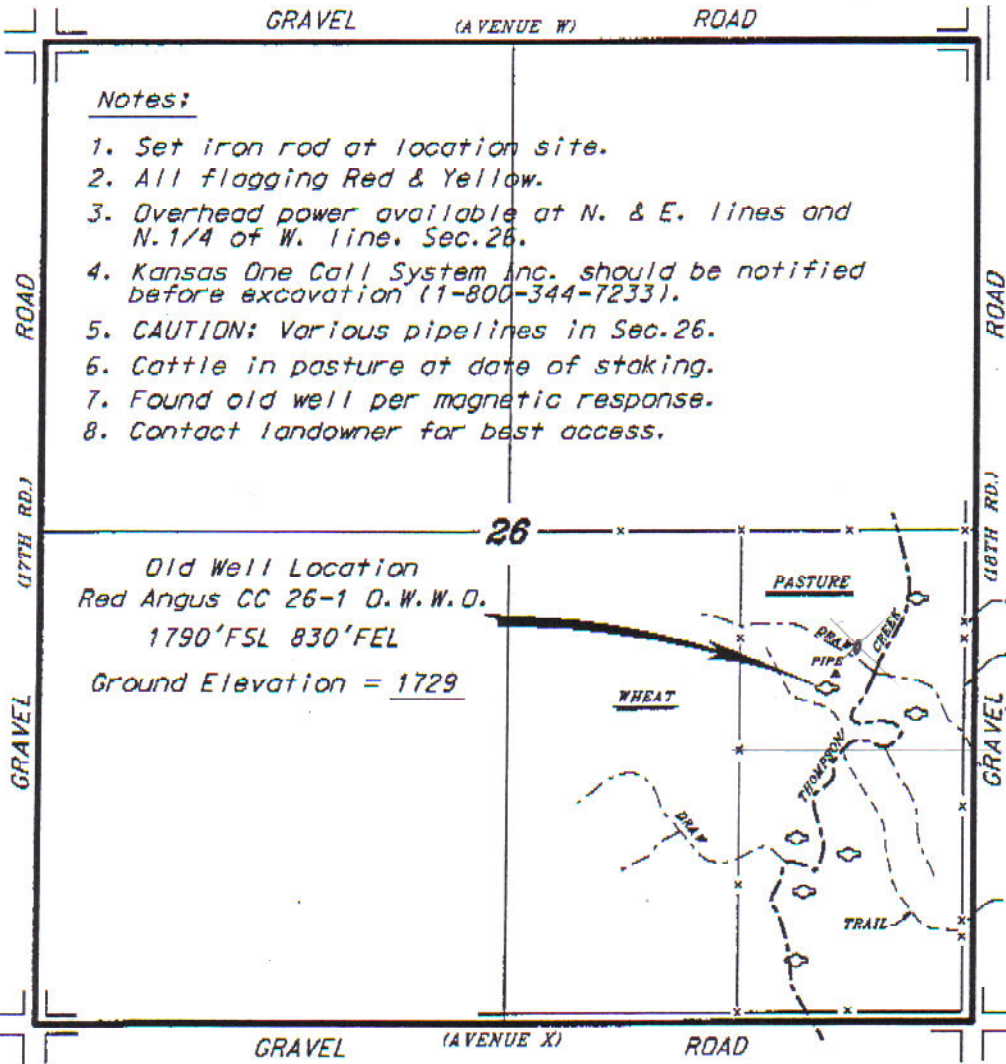 GRAVEL (AVENUE W) ROAD
Notes:
1. Set iron rod at location site.
2. All flagging Red & Yellow.
3. Overhead power available at N. & E. lines and
N.1/4 of W. line. Sec.26.
4. Kansas One Call System Inc. should be notified
before excavation (1-800-344-7233).
5. CAUTION: Various pipelines in Sec.26.
6. Cattle in pasture at date of staking.
7. Found old well per magnetic response.
8. Contact landowner for best access.
ROAD
(17TH RD.)
GRAVEL
ROAD
(18TH RD.)
GRAVEL
26
Old Well Location
Red Angus CC 26-1 O.W.W.O.
1790'FSL 830'FEL
Ground Elevation = 1729
PASTURE
DRAW
CREEK
PIPE
WHEAT
THOMPSON
DRAW
TRAIL
GRAVEL (AVENUE X) ROAD